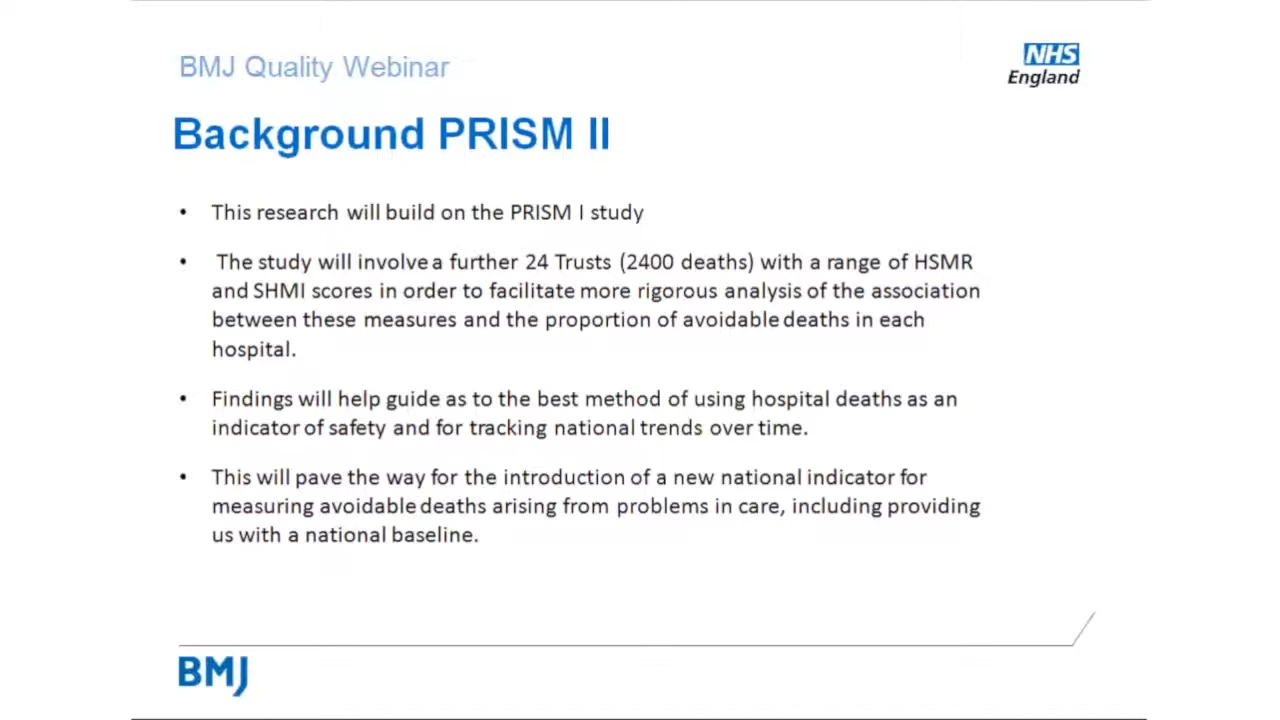 BMJ Quality Webinar
NHS
England
Background PRISM II
• This research will build on the PRISM I study
• The study will involve a further 24 Trusts (2400 deaths) with a range of HSMR
and SHMI scores in order to facilitate more rigorous analysis of the association
between these measures and the proportion of avoidable deaths in each
hospital.
• Findings will help guide as to the best method of using hospital deaths as an
indicator of safety and for tracking national trends over time.
• This will pave the way for the introduction of a new national indicator for
measuring avoidable deaths arising from problems in care, including providing
us with a national baseline.
BMJ